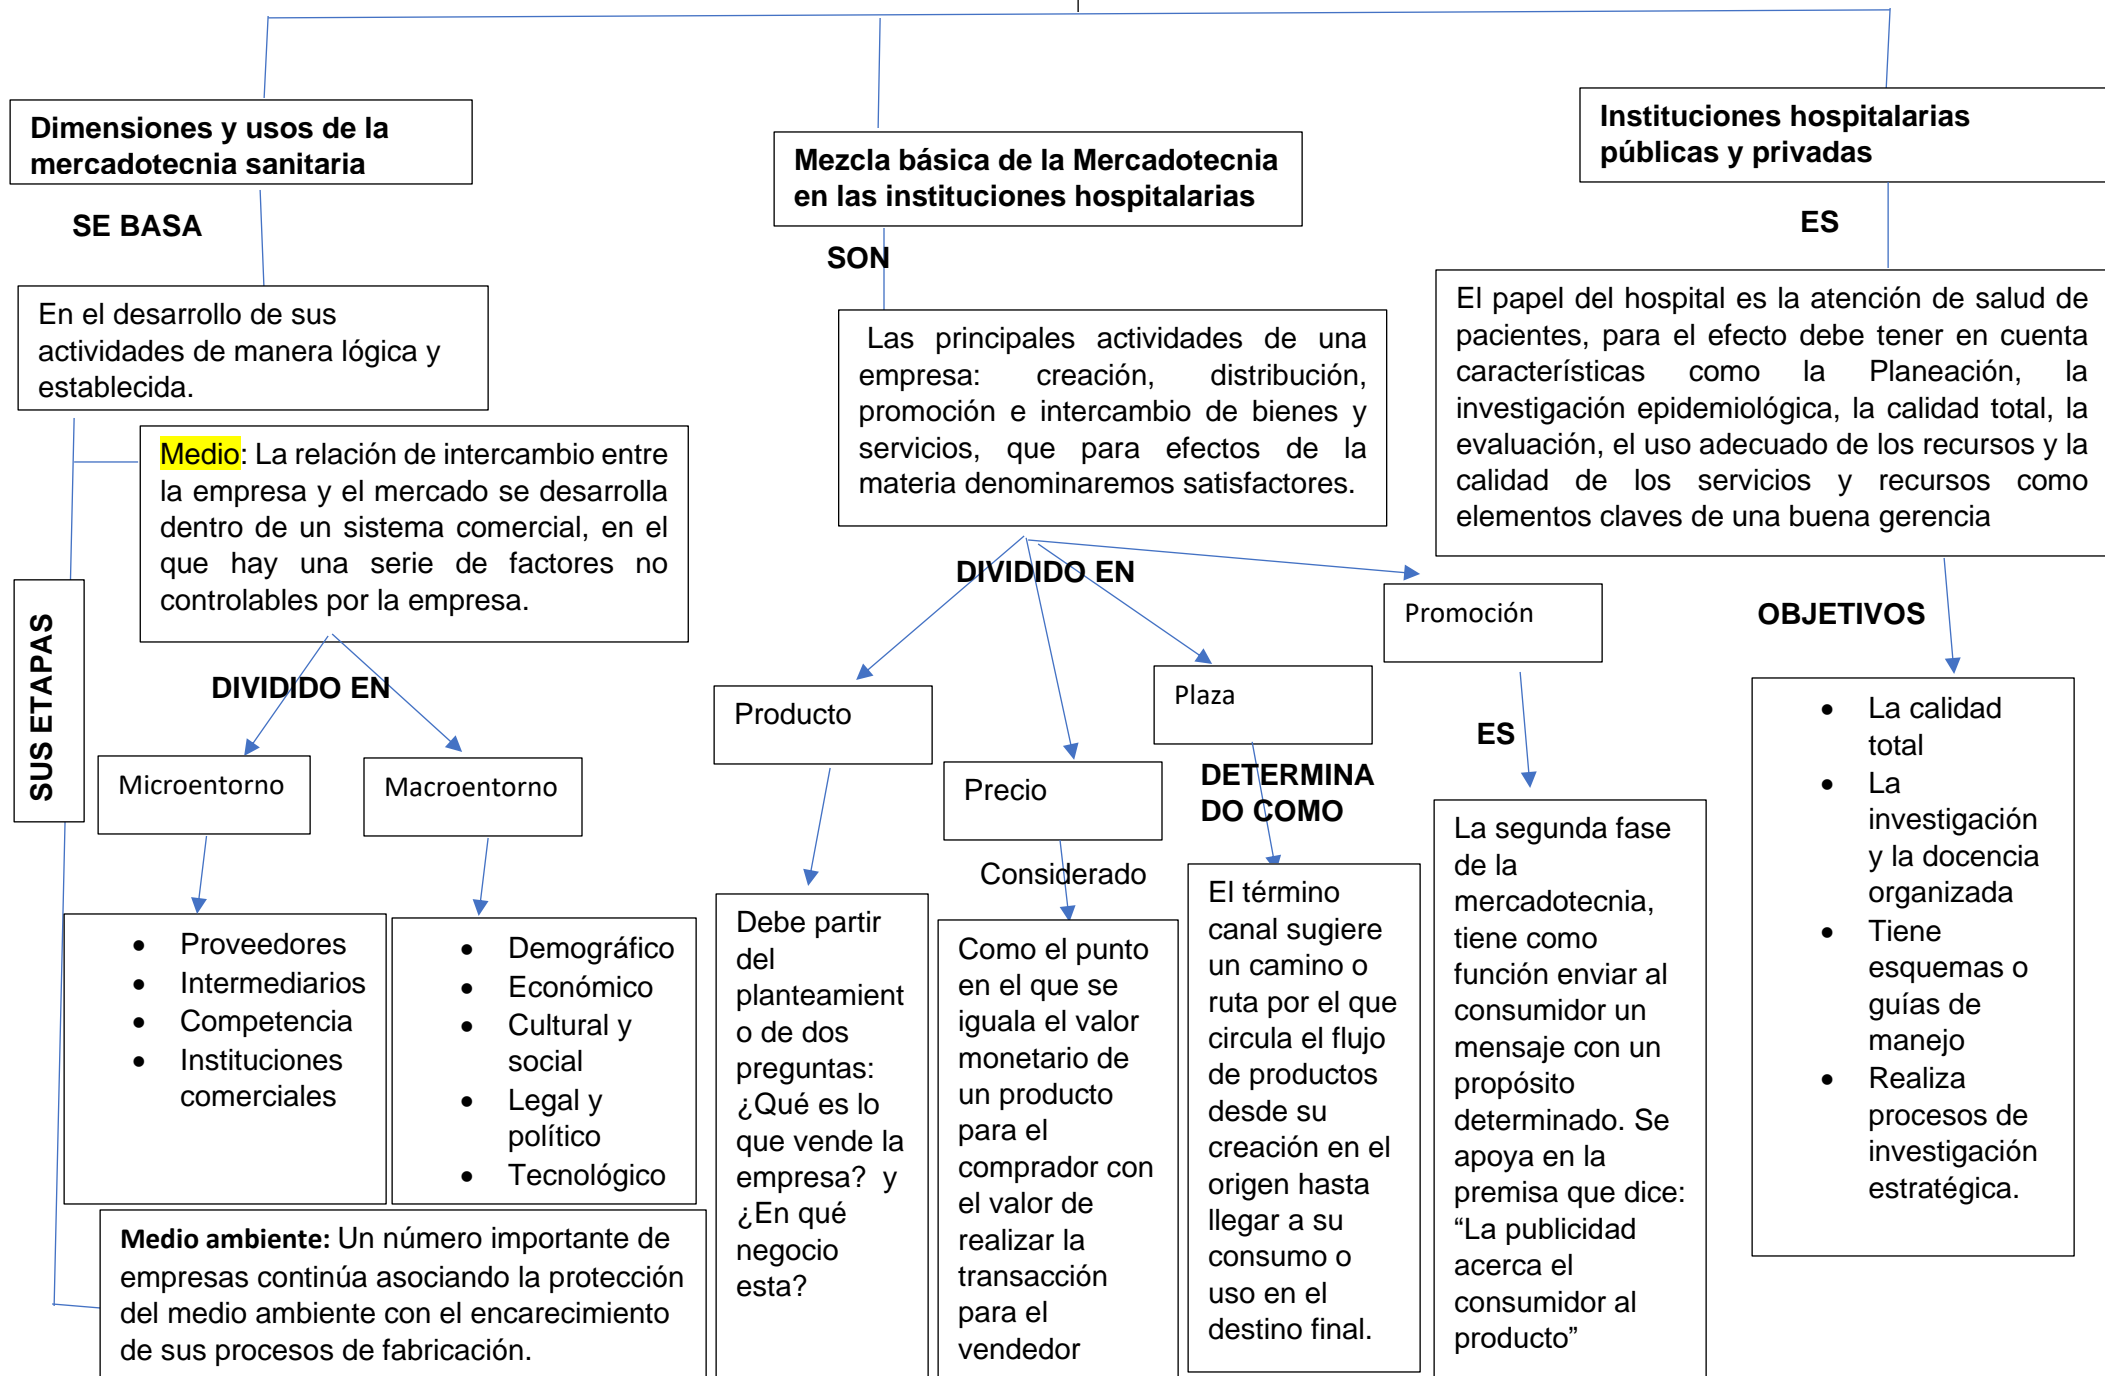 Dimensiones y usos de la
mercadotecnia sanitaria
SE BASA
En el desarrollo de sus
actividades de manera lógica y
establecida.
SUS ETAPAS
Medio: La relación de intercambio entre
la empresa y el mercado se desarrolla
dentro de un sistema comercial, en el
que hay una serie de factores no
controlables por la empresa.
DIVIDIDO EN
Microentorno
Macroentorno
• Proveedores
• Intermediarios
• Competencia
• Instituciones
comerciales
• Demográfico
• Económico
• Cultural y
social
• Legal y
político
• Tecnológico
Medio ambiente: Un número importante de
empresas continúa asociando la protección
del medio ambiente con el encarecimiento
de sus procesos de fabricación.
Mezcla básica de la Mercadotecnia
en las instituciones hospitalarias
SON
Las principales actividades de una
empresa: creación, distribución,
promoción e intercambio de bienes y
servicios, que para efectos de la
materia denominaremos satisfactores.
DIVIDIDO EN
Producto
Debe partir
del
planteamient
o de dos
preguntas:
¿Qué es lo
que vende la
empresa? y
¿En qué
negocio
esta?
Precio
Considerado
Como el punto
en el que se
iguala el valor
monetario de
un producto
para el
comprador con
el valor de
realizar la
transacción
para el
vendedor
Plaza
DETERMINA
DO COMO
El término
canal sugiere
un camino o
ruta por el que
circula el flujo
de productos
desde su
creación en el
origen hasta
llegar a su
consumo o
uso en el
destino final.
Promoción
ES
La segunda fase
de la
mercadotecnia,
tiene como
función enviar al
consumidor un
mensaje con un
propósito
determinado. Se
apoya en la
premisa que dice:
“La publicidad
acerca el
consumidor al
producto”
Instituciones hospitalarias
públicas y privadas
ES
El papel del hospital es la atención de salud de
pacientes, para el efecto debe tener en cuenta
características como la Planeación, la
investigación epidemiológica, la calidad total, la
evaluación, el uso adecuado de los recursos y la
calidad de los servicios y recursos como
elementos claves de una buena gerencia
OBJETIVOS
• La calidad
total
• La
investigación
y la docencia
organizada
• Tiene
esquemas o
guías de
manejo
• Realiza
procesos de
investigación
estratégica.